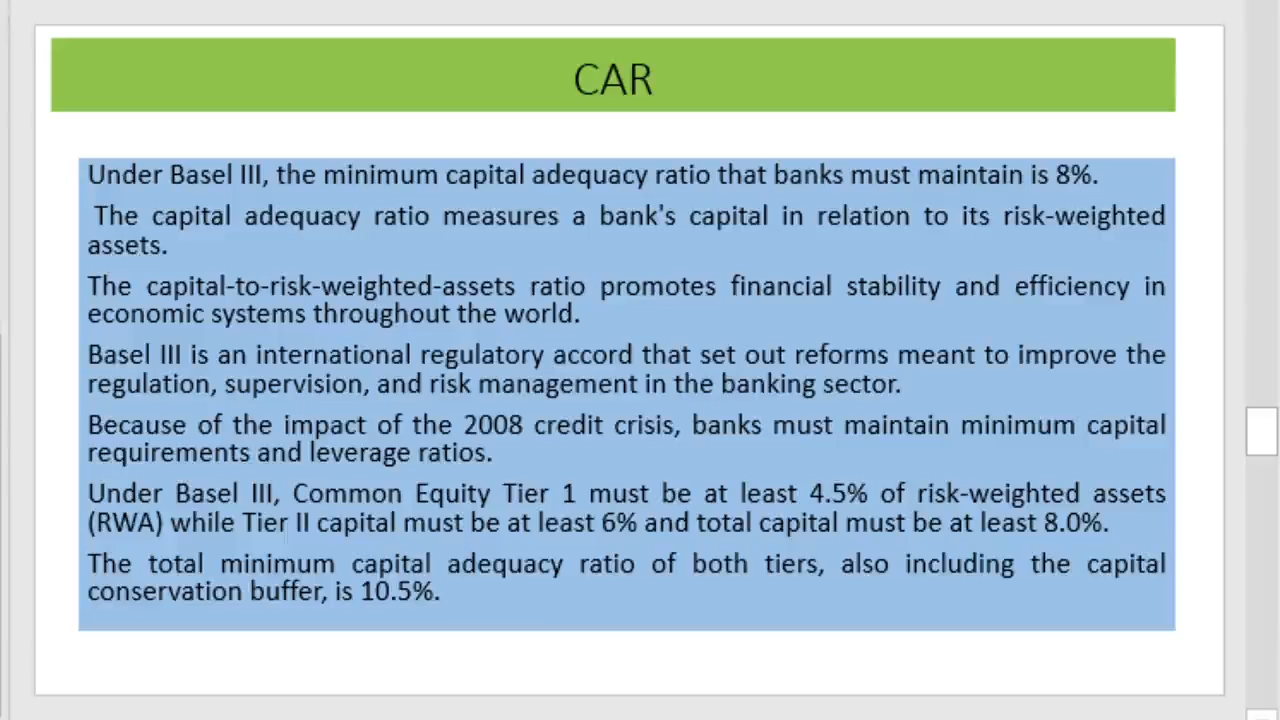 CAR
Under Basel III, the minimum capital adequacy ratio that banks must maintain is 8%.
The capital adequacy ratio measures a bank's capital in relation to its risk-weighted
assets.
The capital-to-risk-weighted-assets ratio promotes financial stability and efficiency in
economic systems throughout the world.
Basel III is an international regulatory accord that set out reforms meant to improve the
regulation, supervision, and risk management in the banking sector.
Because of the impact of the 2008 credit crisis, banks must maintain minimum capital
requirements and leverage ratios.
Under Basel III, Common Equity Tier 1 must be at least 4.5% of risk-weighted assets
(RWA) while Tier II capital must be at least 6% and total capital must be at least 8.0%.
The total minimum capital adequacy ratio of both tiers, also including the capital
conservation buffer, is 10.5%.